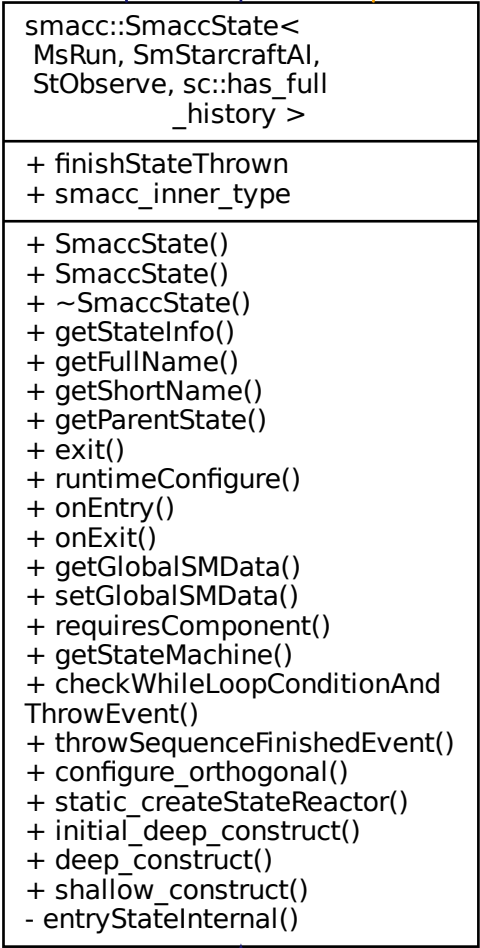 smacc::SmaccState<
MsRun, SmStarcraftAI,
StObserve, sc::has_full
_history >
+ finishStateThrown
+ smacc_inner_type
+ SmaccState()
+ SmaccState()
+ ~SmaccState()
+ getStateInfo()
+ getFullName()
+ getShortName()
+ getParentState()
+ exit()
+ runtimeConfigure()
+ onEntry()
+ onExit()
+ getGlobalSMData()
+ setGlobalSMData()
+ requiresComponent()
+ getStateMachine()
+ checkWhileLoopConditionAnd
ThrowEvent()
+ throwSequenceFinishedEvent()
+ configure_orthogonal()
+ static_createStateReactor()
+ initial_deep_construct()
+ deep_construct()
+ shallow_construct()
- entryStateInternal()